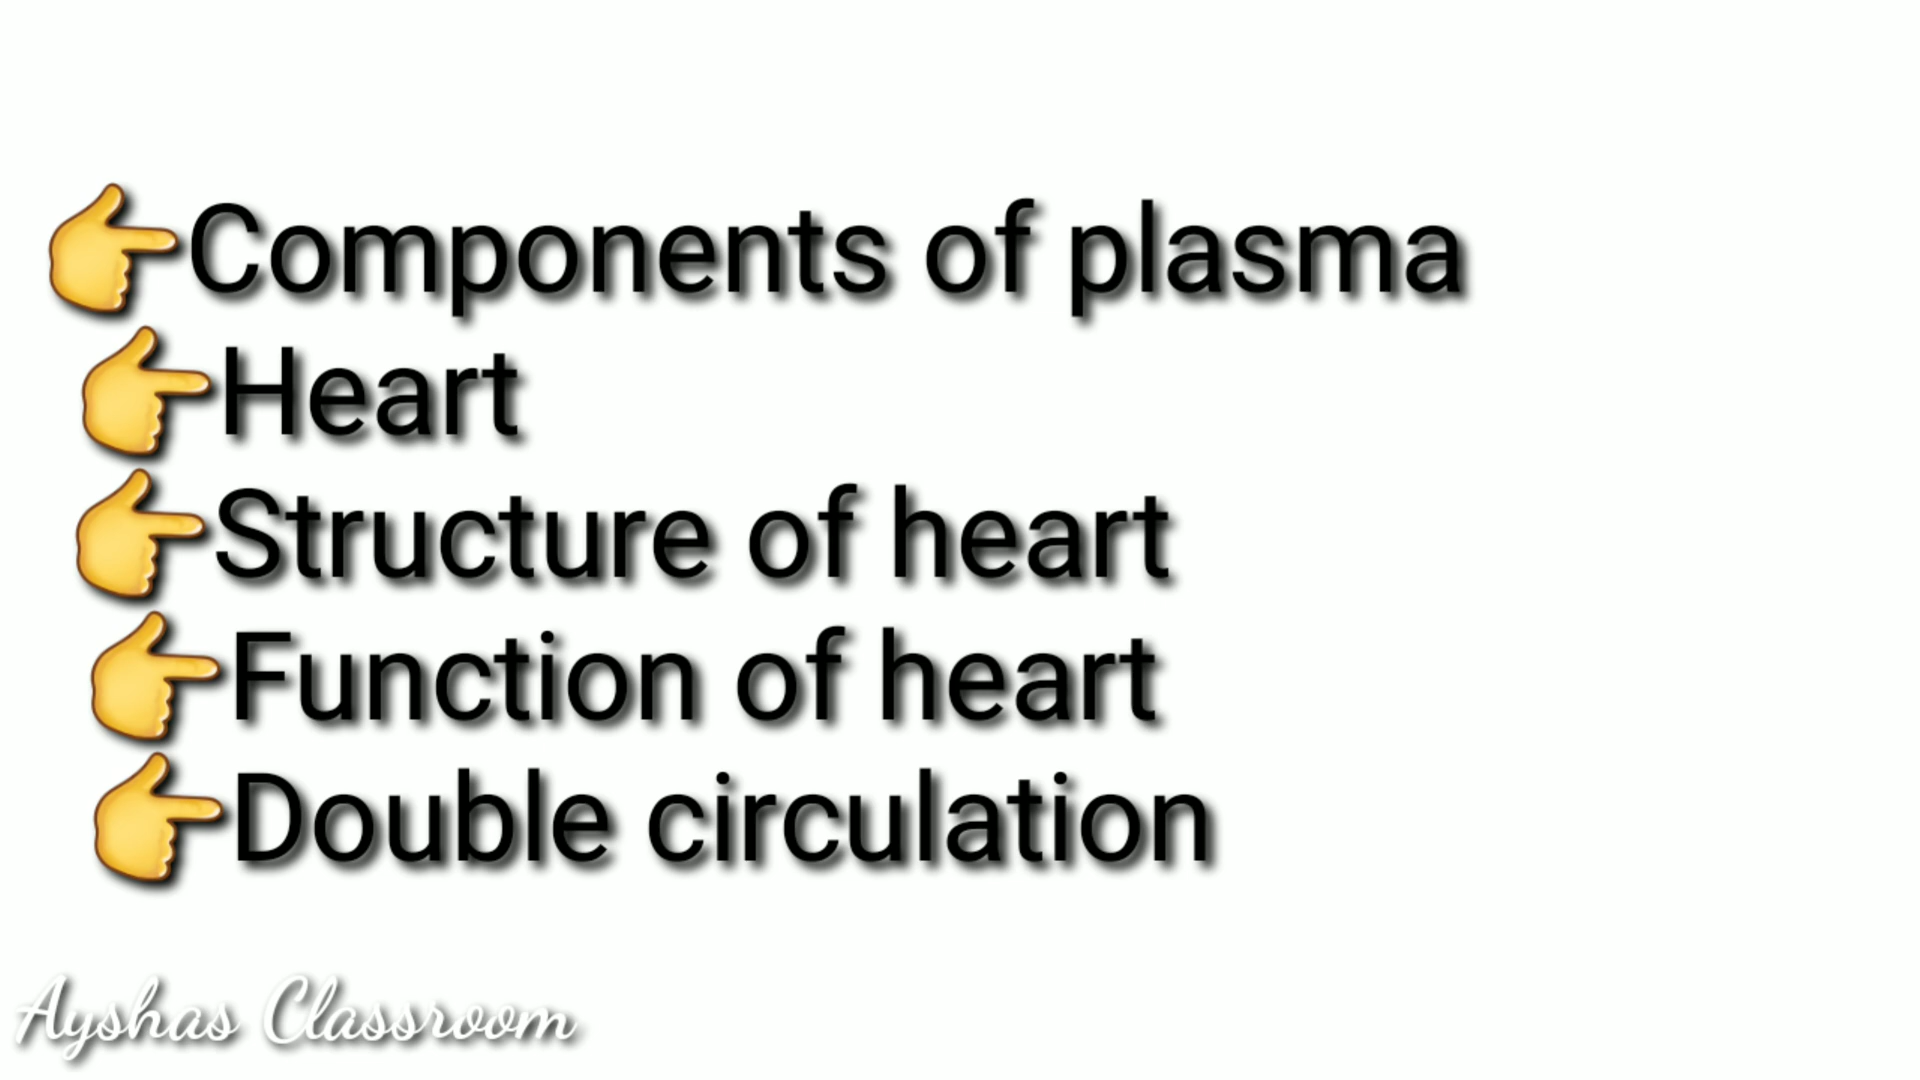 👉Components of plasma
👉Heart
👉Structure of heart
👉Function of heart
👉Double circulation
Ayshas Classroom